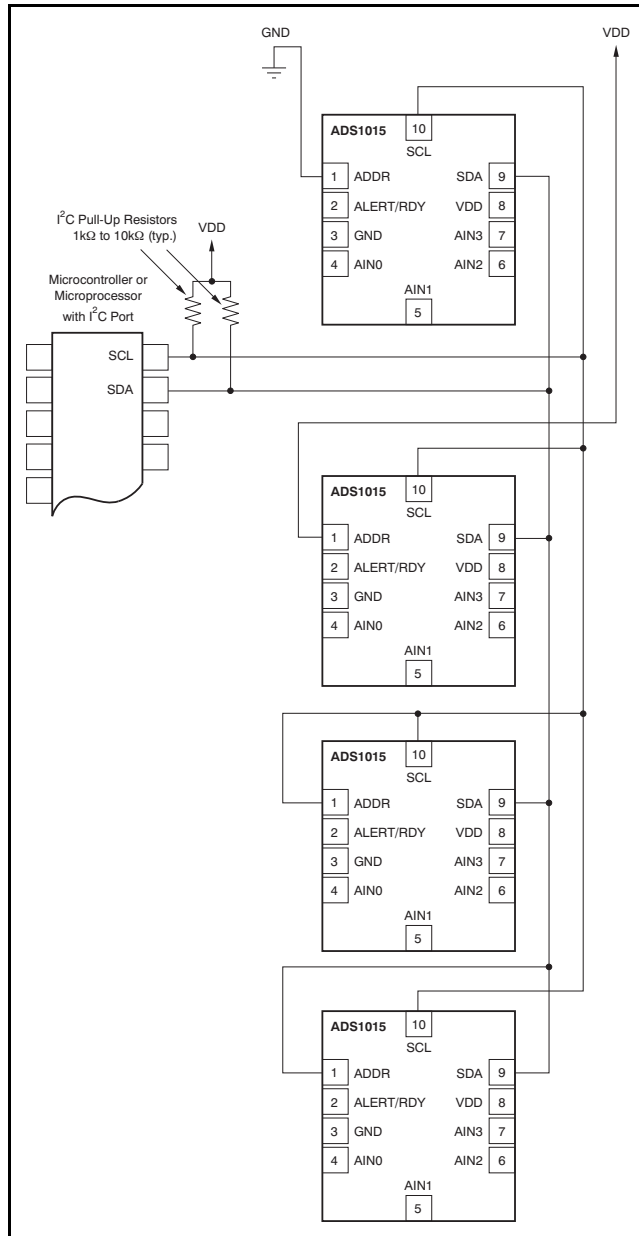 GND
VDD
ADS1015
10
SCL
1 ADDR SDA 9
2 ALERT/RDY VDD 8
3 GND AIN3 7
4 AIN0 AIN2 6
AIN1
5
I²C Pull-Up Resistors
1kΩ to 10kΩ (typ.)
VDD
Microcontroller or
Microprocessor
with I²C Port
SCL
SDA
ADS1015
10
SCL
1 ADDR SDA 9
2 ALERT/RDY VDD 8
3 GND AIN3 7
4 AIN0 AIN2 6
AIN1
5
ADS1015
10
SCL
1 ADDR SDA 9
2 ALERT/RDY VDD 8
3 GND AIN3 7
4 AIN0 AIN2 6
AIN1
5
ADS1015
10
SCL
1 ADDR SDA 9
2 ALERT/RDY VDD 8
3 GND AIN3 7
4 AIN0 AIN2 6
AIN1
5